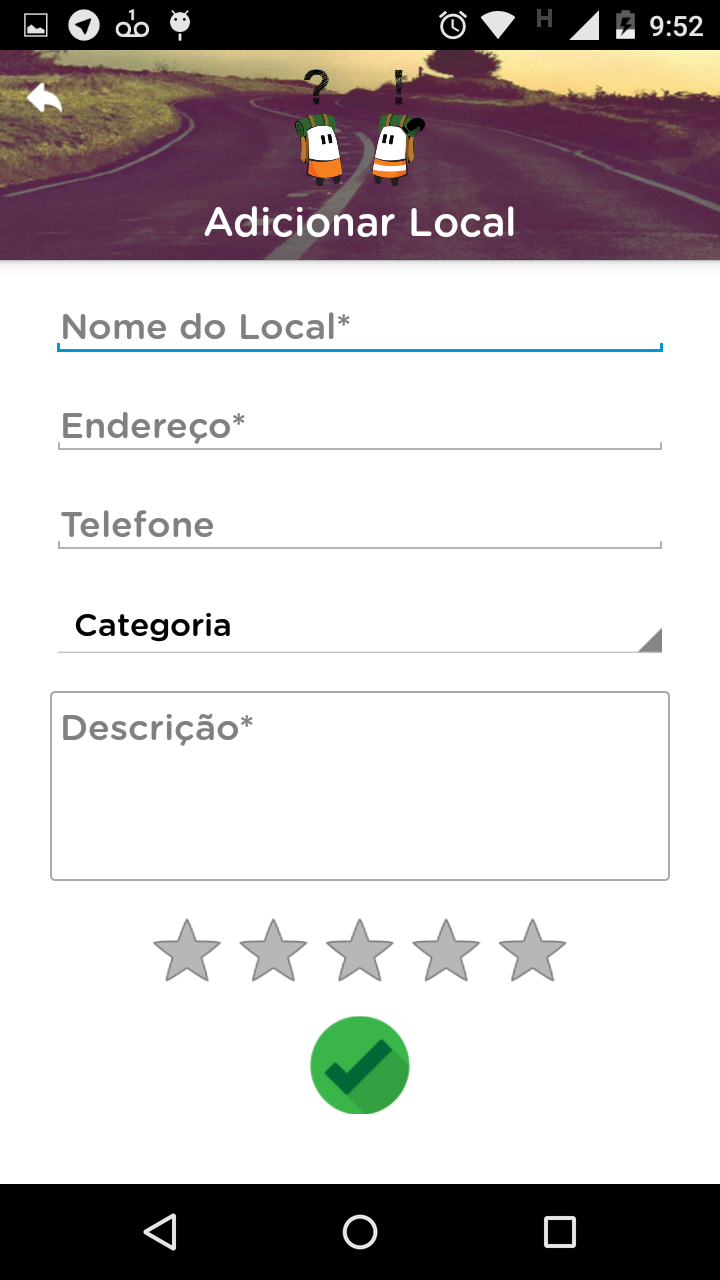 H 9:52
? !
Adicionar Local
Nome do Local*
Endereço*
Telefone
Categoria
Descrição*